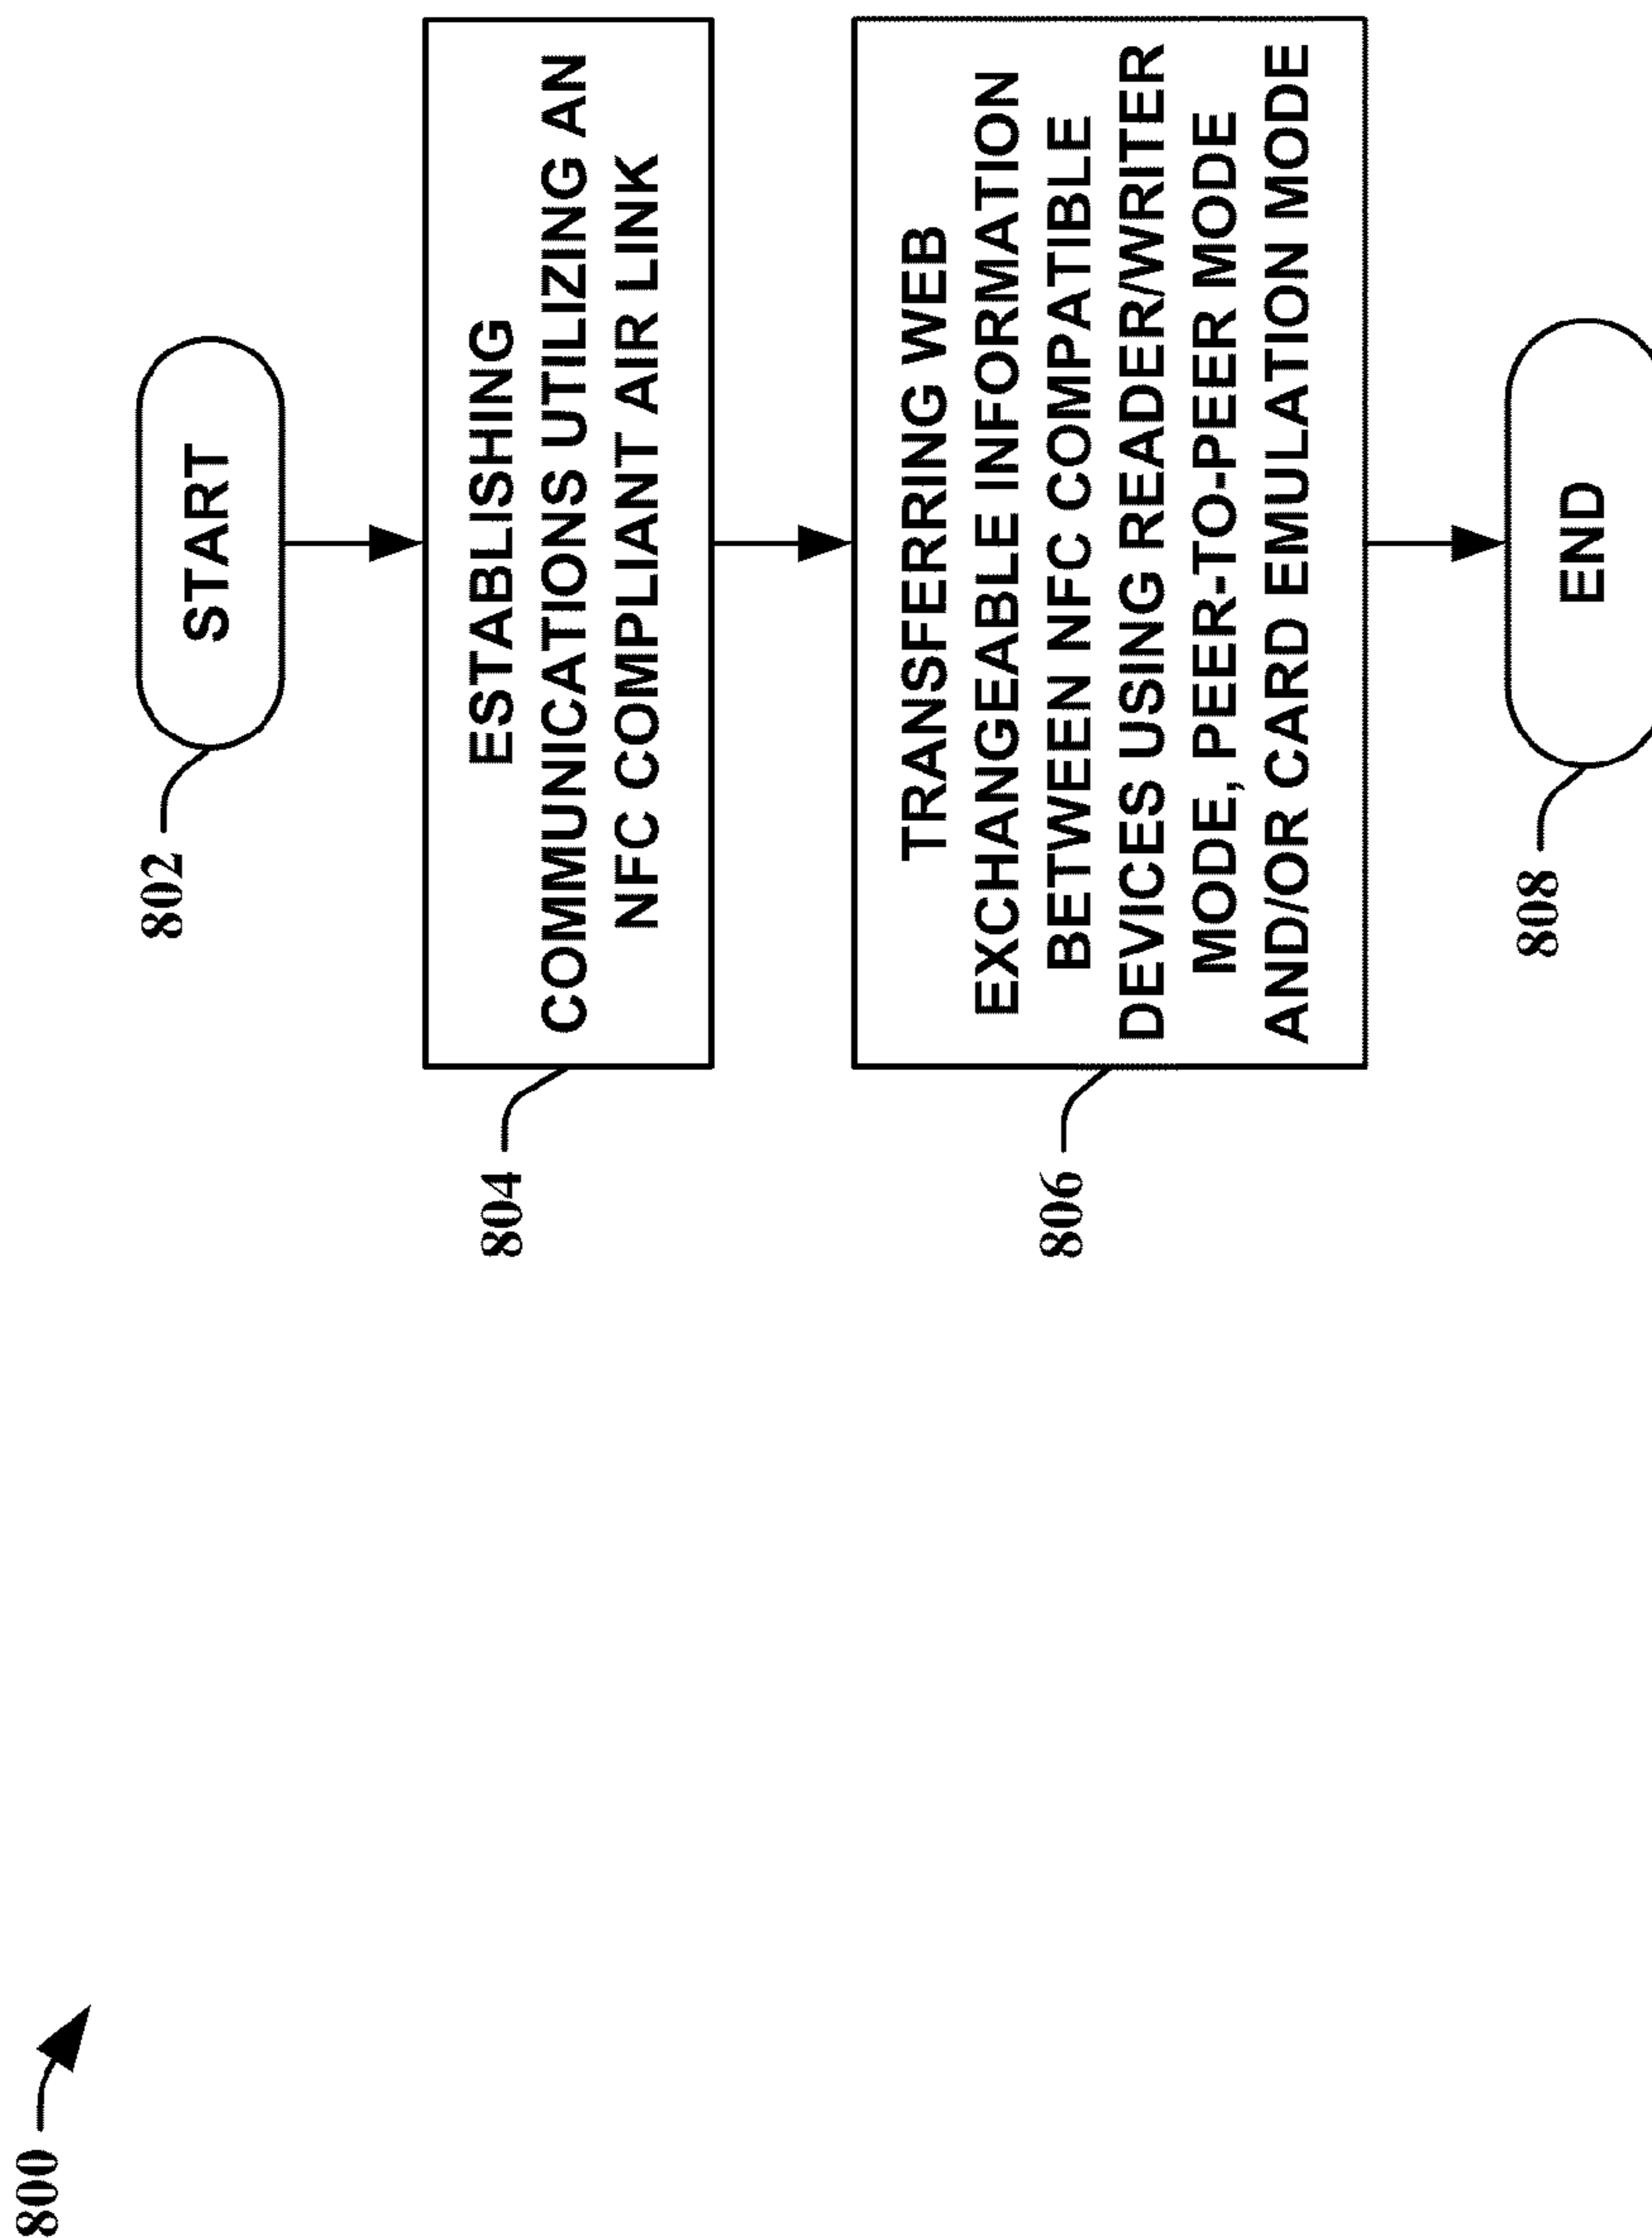 800
802
START
804
ESTABLISHING
COMMUNICATIONS UTILIZING AN
NFC COMPLIANT AIR LINK
806
TRANSFERRING WEB
EXCHANGEABLE INFORMATION
BETWEEN NFC COMPATIBLE
DEVICES USING READER/WRITER
MODE, PEER-TO-PEER MODE
AND/OR CARD EMULATION MODE
808
END